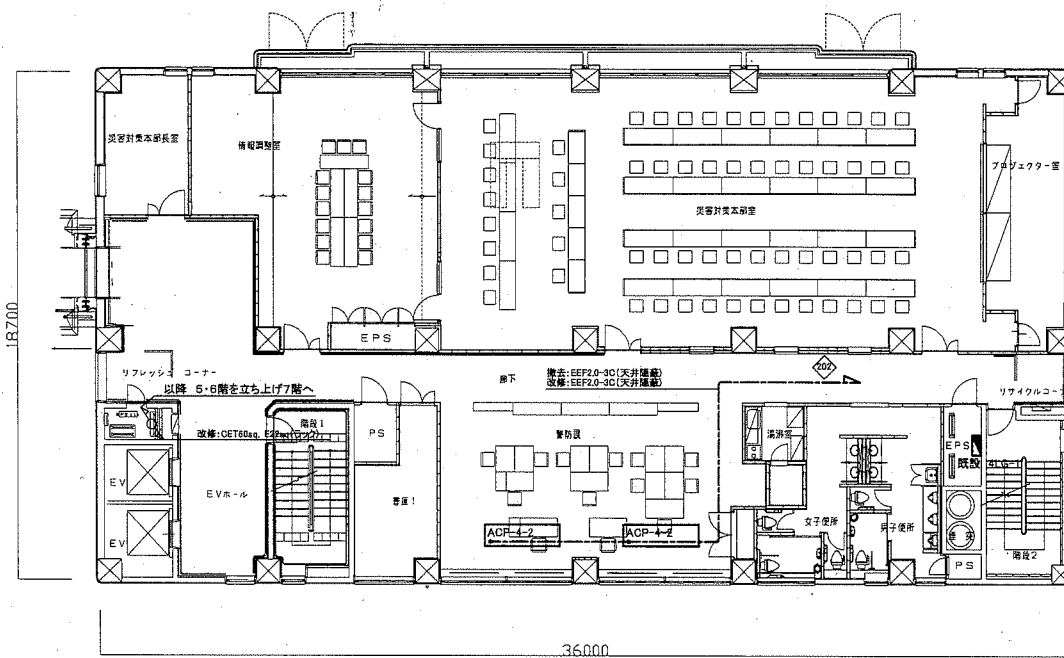 災害対策本部長室
情報調整室
災害対策本部室
プロジェクター室
18700
EPS
リフレッシュ コーナー
以降 5・6階を立ち上げ7階へ
廊下
撤去:EEF2.0-3C(天井隠蔽)
改修:EEF2.0-3C(天井隠蔽)
202
リサイクルコー
改修:CET60sq,
階段1
PS
警防課
湯沸室
EPS
既設
4LG-1
EV
EVホール
書庫1
女子便所
男子便所
ACP-4-2
ACP-4-2
EV
階段2
PS
36000